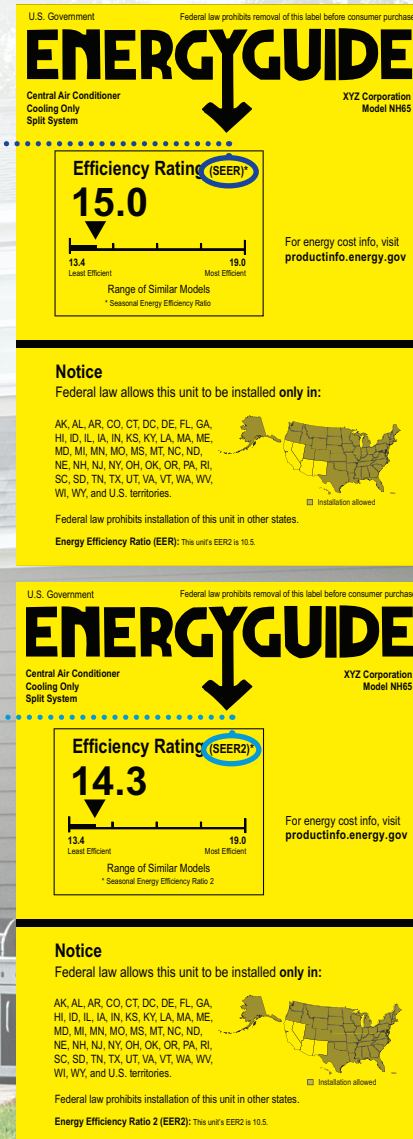 U.S. Government Federal law prohibits removal of this label before consumer purchase
ENERGYGUIDE
Central Air Conditioner
Cooling Only
Split System
XYZ Corporation
Model NH65
Efficiency Rating (SEER)*
15.0
13.4 19.0
Least Efficient Most Efficient
Range of Similar Models
* Seasonal Energy Efficiency Ratio
For energy cost info, visit
productinfo.energy.gov
Notice
Federal law allows this unit to be installed only in:
AK, AL, AR, CO, CT, DC, DE, FL, GA,
HI, ID, IL, IA, IN, KS, KY, LA, MA, ME,
MD, MI, MN, MO, MS, MT, NC, ND,
NE, NH, NJ, NY, OH, OK, OR, PA, RI,
SC, SD, TN, TX, UT, VA, VT, WA, WV,
WI, WY, and U.S. territories.
Installation allowed
Federal law prohibits installation of this unit in other states.
Energy Efficiency Ratio (EER): This unit's EER2 is 10.5.
U.S. Government Federal law prohibits removal of this label before consumer purchase
ENERGYGUIDE
Central Air Conditioner
Cooling Only
Split System
XYZ Corporation
Model NH65
Efficiency Rating (SEER2)*
14.3
13.4 19.0
Least Efficient Most Efficient
Range of Similar Models
* Seasonal Energy Efficiency Ratio 2
For energy cost info, visit
productinfo.energy.gov
Notice
Federal law allows this unit to be installed only in:
AK, AL, AR, CO, CT, DC, DE, FL, GA,
HI, ID, IL, IA, IN, KS, KY, LA, MA, ME,
MD, MI, MN, MO, MS, MT, NC, ND,
NE, NH, NJ, NY, OH, OK, OR, PA, RI,
SC, SD, TN, TX, UT, VA, VT, WA, WV,
WI, WY, and U.S. territories.
Installation allowed
Federal law prohibits installation of this unit in other states.
Energy Efficiency Ratio 2 (EER2): This unit's EER2 is 10.5.